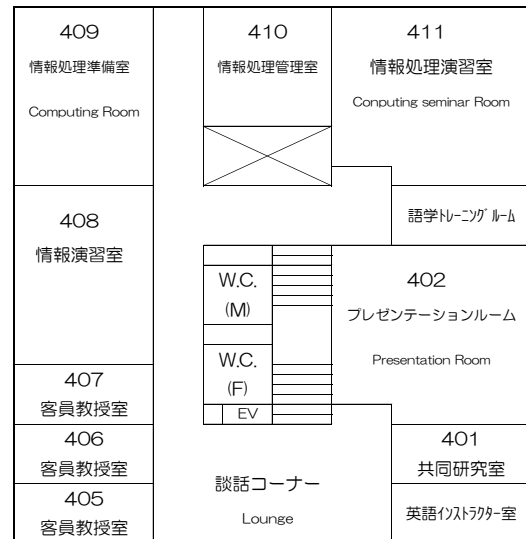 409
情報処理準備室
Computing Room
410
情報処理管理室
411
情報処理演習室
Conputing seminar Room
408
情報演習室
語学トレーニングルーム
W.C.
(M)
402
プレゼンテーションルーム
Presentation Room
W.C.
(F)
EV
407
客員教授室
406
客員教授室
405
客員教授室
談話コーナー
Lounge
401
共同研究室
英語インストラクター室